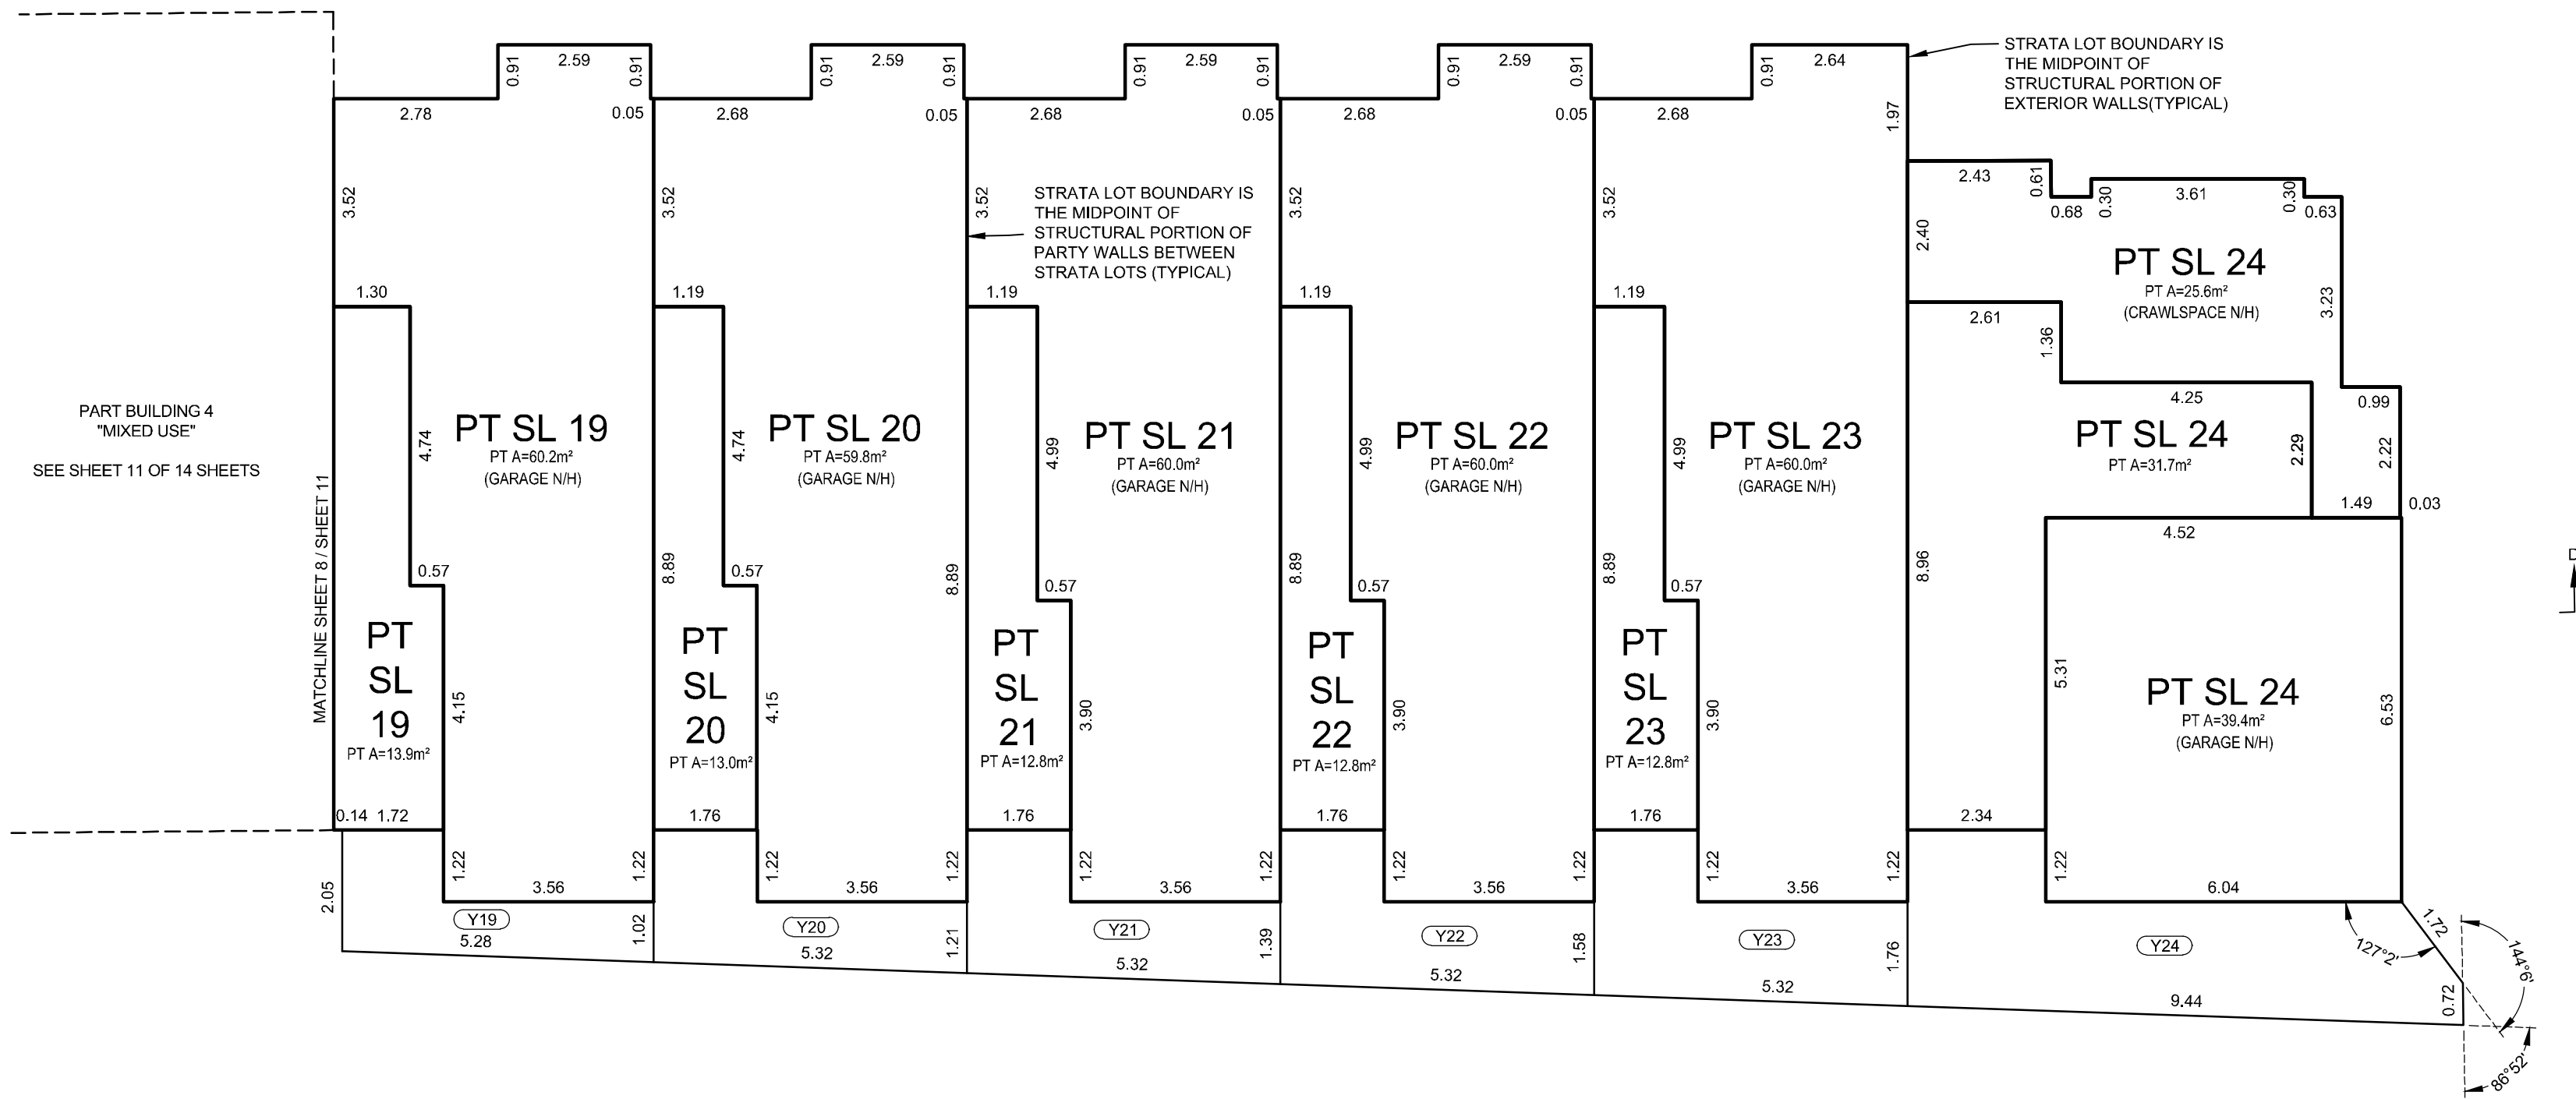 PART BUILDING 4
"MIXED USE"
SEE SHEET 11 OF 14 SHEETS
MATCHLINE SHEET 8 / SHEET 11
0.91
2.59
0.91
2.78
0.05
3.52
1.30
4.74
PT SL 19
PT A=60.2m²
(GARAGE N/H)
0.57
PT
SL
19
PT A=13.9m²
4.15
0.14
1.72
1.22
3.56
1.22
2.05
Y19
5.28
1.02
0.91
2.59
0.91
2.68
0.05
3.52
1.19
4.74
PT SL 20
PT A=59.8m²
(GARAGE N/H)
8.89
0.57
PT
SL
20
PT A=13.0m²
4.15
1.76
1.22
3.56
1.22
Y20
5.32
1.21
0.91
2.59
0.91
2.68
0.05
3.52
STRATA LOT BOUNDARY IS
THE MIDPOINT OF
STRUCTURAL PORTION OF
PARTY WALLS BETWEEN
STRATA LOTS (TYPICAL)
1.19
4.99
PT SL 21
PT A=60.0m²
(GARAGE N/H)
8.89
0.57
PT
SL
21
PT A=12.8m²
3.90
1.76
1.22
3.56
1.22
Y21
5.32
1.39
0.91
2.59
0.91
2.68
0.05
3.52
1.19
4.99
PT SL 22
PT A=60.0m²
(GARAGE N/H)
8.89
0.57
PT
SL
22
PT A=12.8m²
3.90
1.76
1.22
3.56
1.22
Y22
5.32
1.58
0.91
2.64
2.68
1.97
3.52
1.19
4.99
PT SL 23
PT A=60.0m²
(GARAGE N/H)
8.89
0.57
PT
SL
23
PT A=12.8m²
3.90
1.76
1.22
3.56
1.22
Y23
5.32
1.76
STRATA LOT BOUNDARY IS
THE MIDPOINT OF
STRUCTURAL PORTION OF
EXTERIOR WALLS(TYPICAL)
2.43
0.61
0.68
0.30
3.61
0.30
0.63
2.40
PT SL 24
PT A=25.6m²
(CRAWLSPACE N/H)
3.23
2.61
1.36
4.25
0.99
PT SL 24
PT A=31.7m²
2.29
2.22
1.49
0.03
4.52
8.96
5.31
PT SL 24
PT A=39.4m²
(GARAGE N/H)
6.53
2.34
1.22
6.04
Y24
9.44
1.72
127°2'
144°6'
0.72
86°52'
D